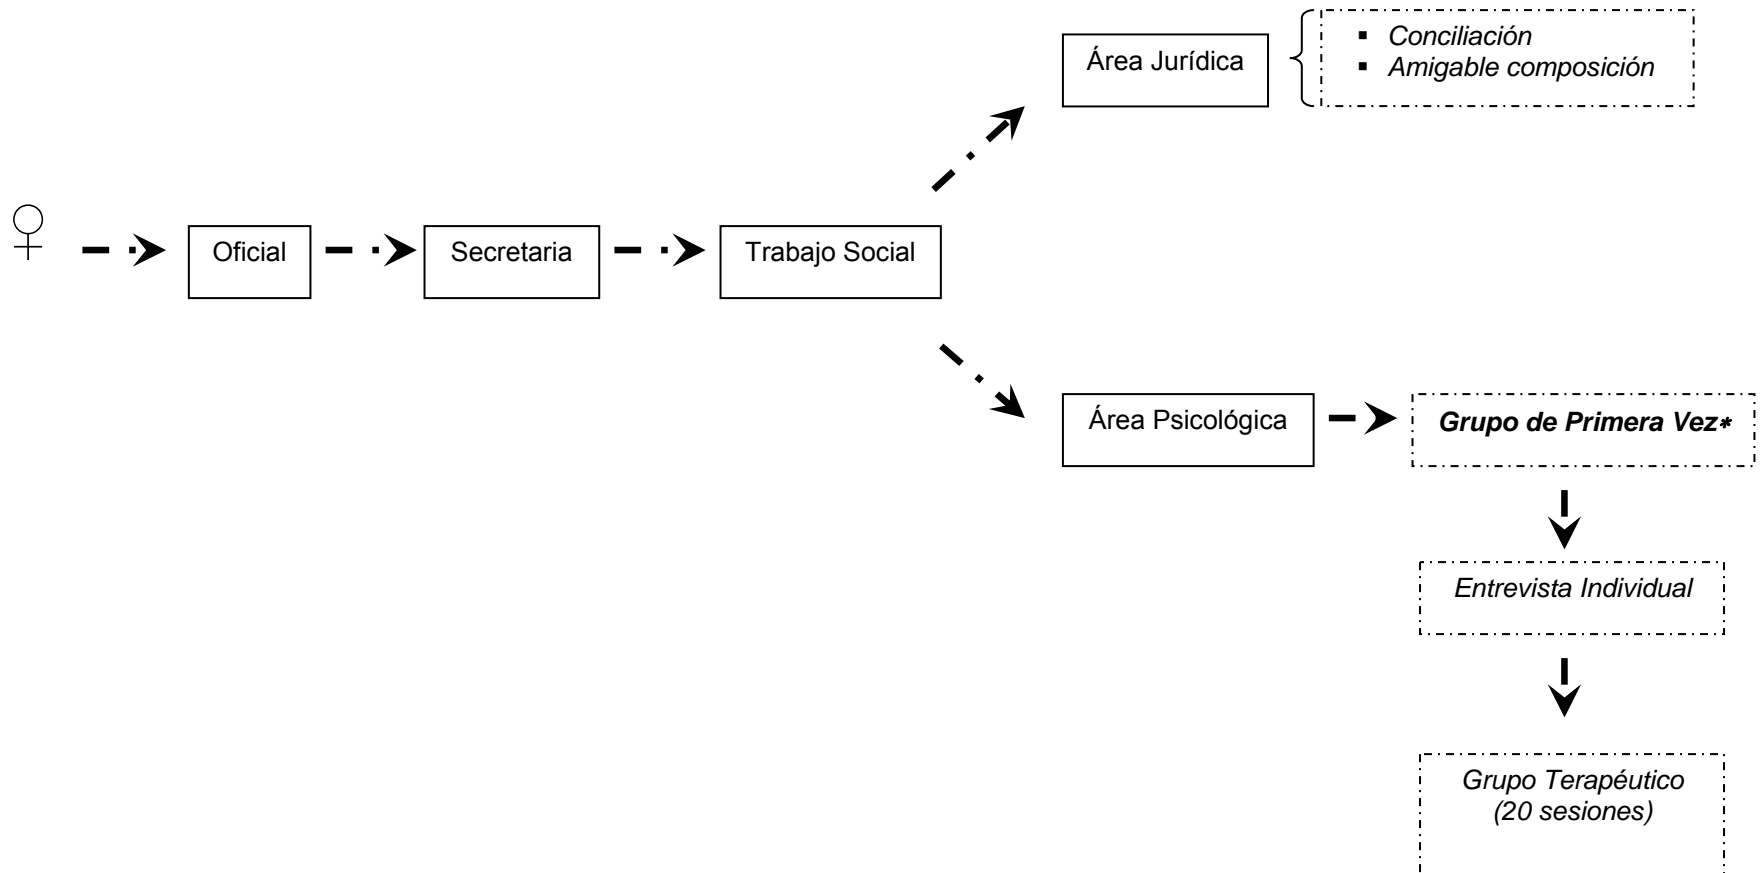 ▪ Conciliación
▪ Amigable composición
Área Jurídica
Oficial
Secretaria
Trabajo Social
Área Psicológica
Grupo de Primera Vez*
Entrevista Individual
Grupo Terapéutico
(20 sesiones)